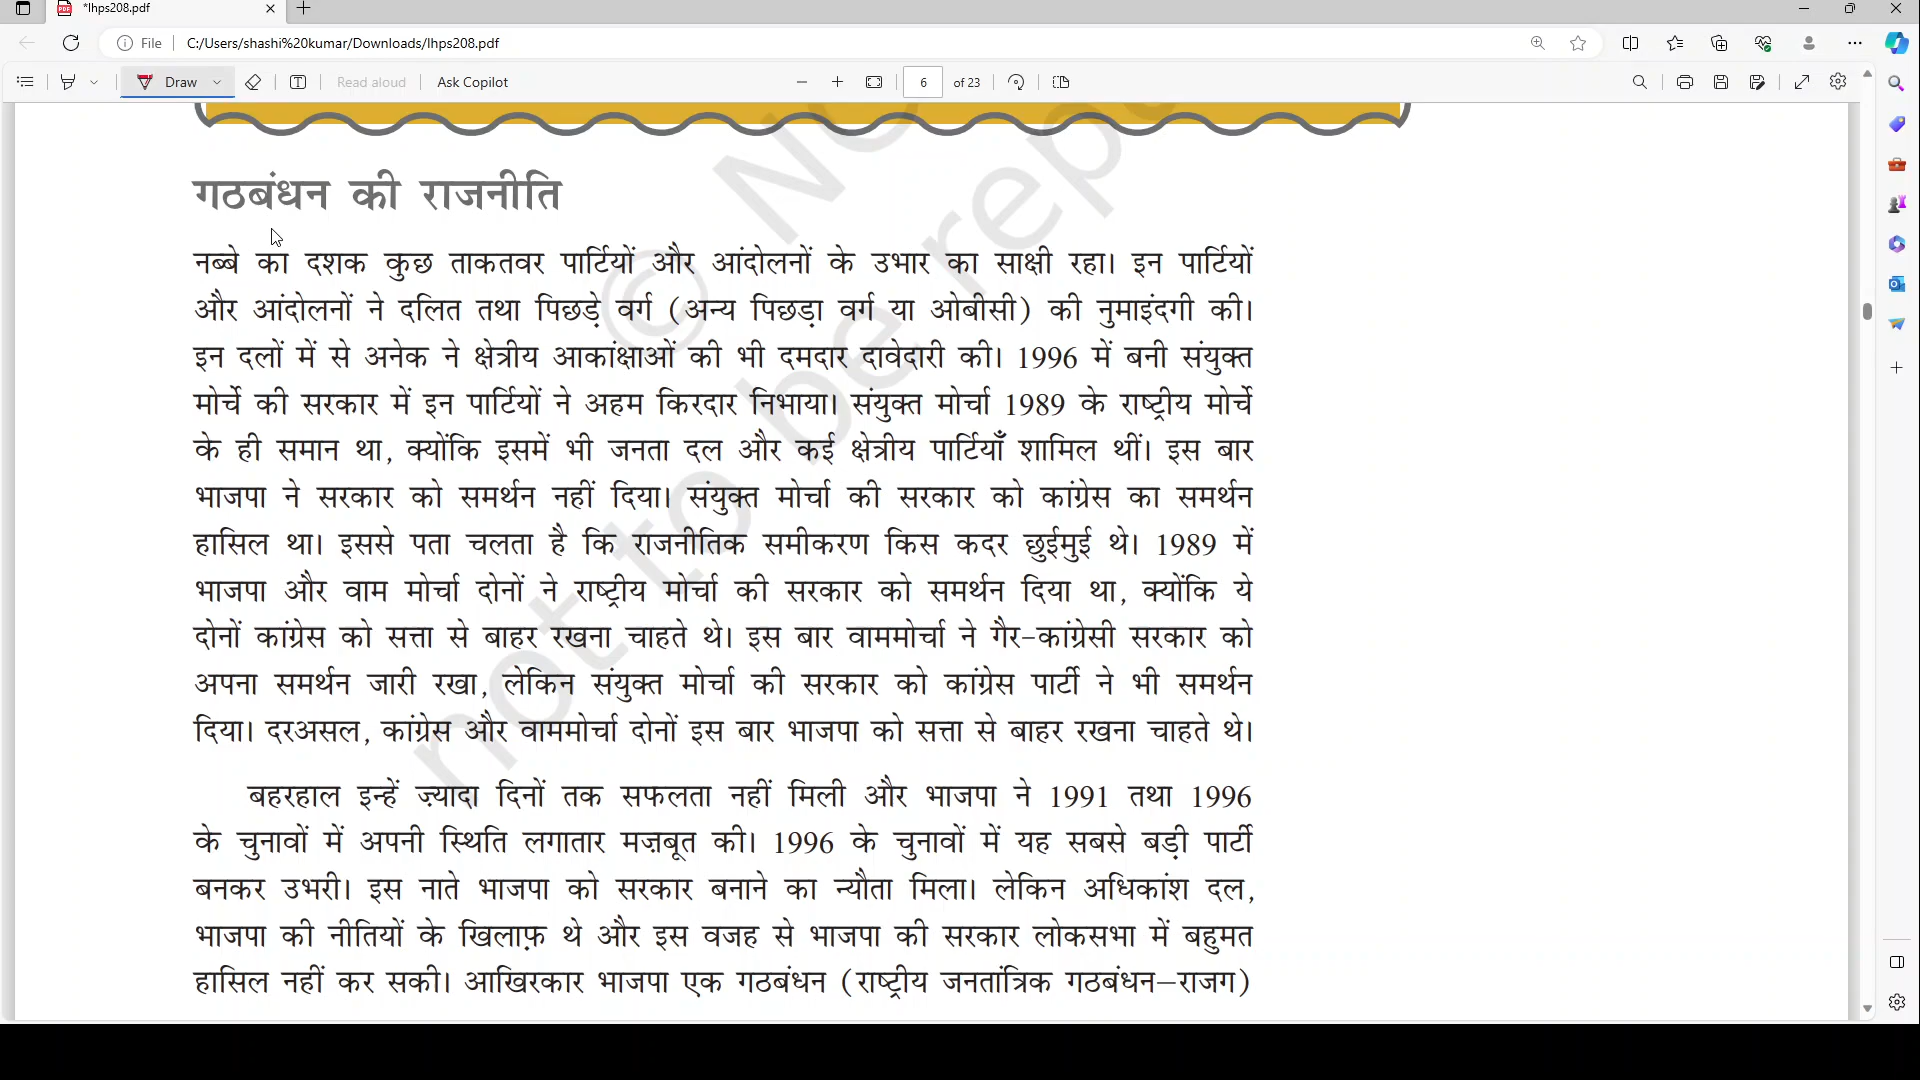 *lhps208.pdf
File C:/Users/shashi%20kumar/Downloads/lhps208.pdf
Draw Read aloud Ask Copilot 6 of 23
गठबंधन की राजनीति
नब्बे का दशक कुछ ताकतवर पार्टियों और आंदोलनों के उभार का साक्षी रहा। इन पार्टियों
और आंदोलनों ने दलित तथा पिछड़े वर्ग (अन्य पिछड़ा वर्ग या ओबीसी) की नुमाइंदगी की।
इन दलों में से अनेक ने क्षेत्रीय आकांक्षाओं की भी दमदार दावेदारी की। 1996 में बनी संयुक्त
मोर्चे की सरकार में इन पार्टियों ने अहम किरदार निभाया। संयुक्त मोर्चा 1989 के राष्ट्रीय मोर्चे
के ही समान था, क्योंकि इसमें भी जनता दल और कई क्षेत्रीय पार्टियाँ शामिल थीं। इस बार
भाजपा ने सरकार को समर्थन नहीं दिया। संयुक्त मोर्चा की सरकार को कांग्रेस का समर्थन
हासिल था। इससे पता चलता है कि राजनीतिक समीकरण किस कदर छुईमुई थे। 1989 में
भाजपा और वाम मोर्चा दोनों ने राष्ट्रीय मोर्चा की सरकार को समर्थन दिया था, क्योंकि ये
दोनों कांग्रेस को सत्ता से बाहर रखना चाहते थे। इस बार वाममोर्चा ने गैर-कांग्रेसी सरकार को
अपना समर्थन जारी रखा, लेकिन संयुक्त मोर्चा की सरकार को कांग्रेस पार्टी ने भी समर्थन
दिया। दरअसल, कांग्रेस और वाममोर्चा दोनों इस बार भाजपा को सत्ता से बाहर रखना चाहते थे।
बहरहाल इन्हें ज़्यादा दिनों तक सफलता नहीं मिली और भाजपा ने 1991 तथा 1996
के चुनावों में अपनी स्थिति लगातार मज़बूत की। 1996 के चुनावों में यह सबसे बड़ी पार्टी
बनकर उभरी। इस नाते भाजपा को सरकार बनाने का न्यौता मिला। लेकिन अधिकांश दल,
भाजपा की नीतियों के खिलाफ़ थे और इस वजह से भाजपा की सरकार लोकसभा में बहुमत
हासिल नहीं कर सकी। आखिरकार भाजपा एक गठबंधन (राष्ट्रीय जनतांत्रिक गठबंधन–राजग)
not to be